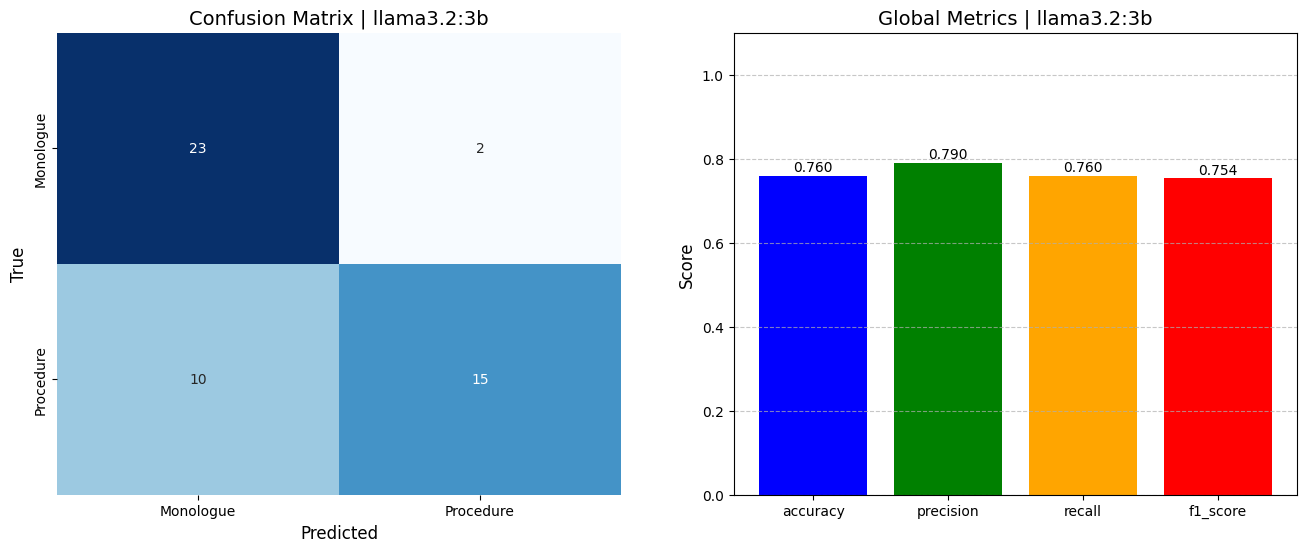 Confusion Matrix | llama3.2:3b
True
Monologue
Procedure
23
2
10
15
Monologue
Procedure
Predicted
Global Metrics | llama3.2:3b
Score
1.0
0.8
0.6
0.4
0.2
0.0
0.760
0.790
0.760
0.754
accuracy
precision
recall
f1_score